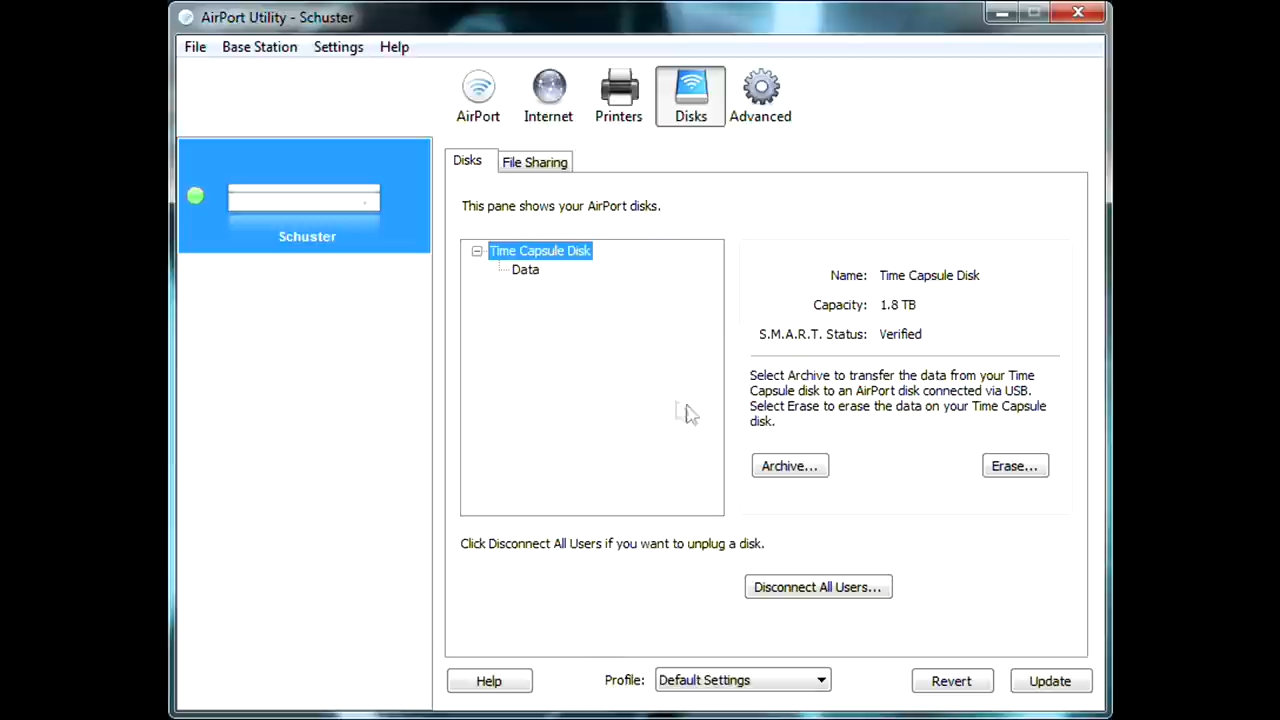 AirPort Utility - Schuster
File Base Station Settings Help
AirPort Internet Printers Disks Advanced
Schuster
Disks File Sharing
This pane shows your AirPort disks.
Time Capsule Disk
Data
Name: Time Capsule Disk
Capacity: 1.8 TB
S.M.A.R.T. Status: Verified
Select Archive to transfer the data from your Time
Capsule disk to an AirPort disk connected via USB.
Select Erase to erase the data on your Time Capsule
disk.
Archive... Erase...
Click Disconnect All Users if you want to unplug a disk.
Disconnect All Users...
Help Profile: Default Settings Revert Update